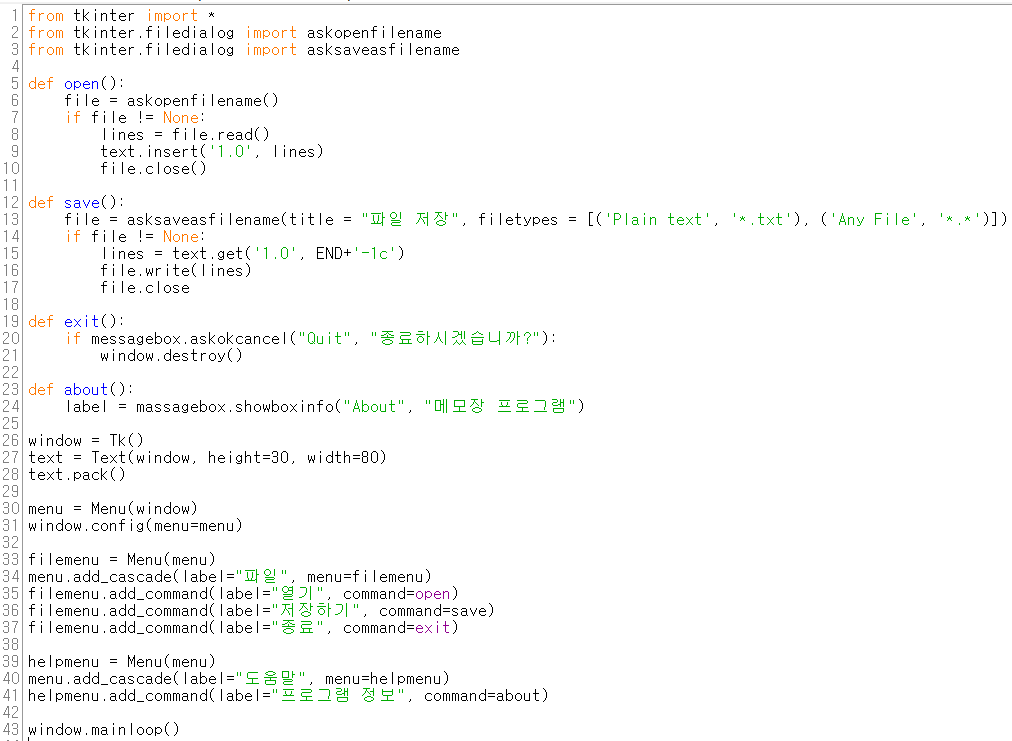 1 from tkinter import *
2 from tkinter.filedialog import askopenfilename
3 from tkinter.filedialog import asksaveasfilename
4
5 def open():
6     file = askopenfilename()
7     if file != None:
8         lines = file.read()
9         text.insert('1.0', lines)
10         file.close()
11
12 def save():
13     file = asksaveasfilename(title = "파일 저장", filetypes = [('Plain text', '*.txt'), ('Any File', '*.*')])
14     if file != None:
15         lines = text.get('1.0', END+'-1c')
16         file.write(lines)
17         file.close
18
19 def exit():
20     if messagebox.askokcancel("Quit", "종료하시겠습니까?"):
21         window.destroy()
22
23 def about():
24     label = massagebox.showboxinfo("About", "메모장 프로그램")
25
26 window = Tk()
27 text = Text(window, height=30, width=80)
28 text.pack()
29
30 menu = Menu(window)
31 window.config(menu=menu)
32
33 filemenu = Menu(menu)
34 menu.add_cascade(label="파일", menu=filemenu)
35 filemenu.add_command(label="열기", command=open)
36 filemenu.add_command(label="저장하기", command=save)
37 filemenu.add_command(label="종료", command=exit)
38
39 helpmenu = Menu(menu)
40 menu.add_cascade(label="도움말", menu=helpmenu)
41 helpmenu.add_command(label="프로그램 정보", command=about)
42
43 window.mainloop()